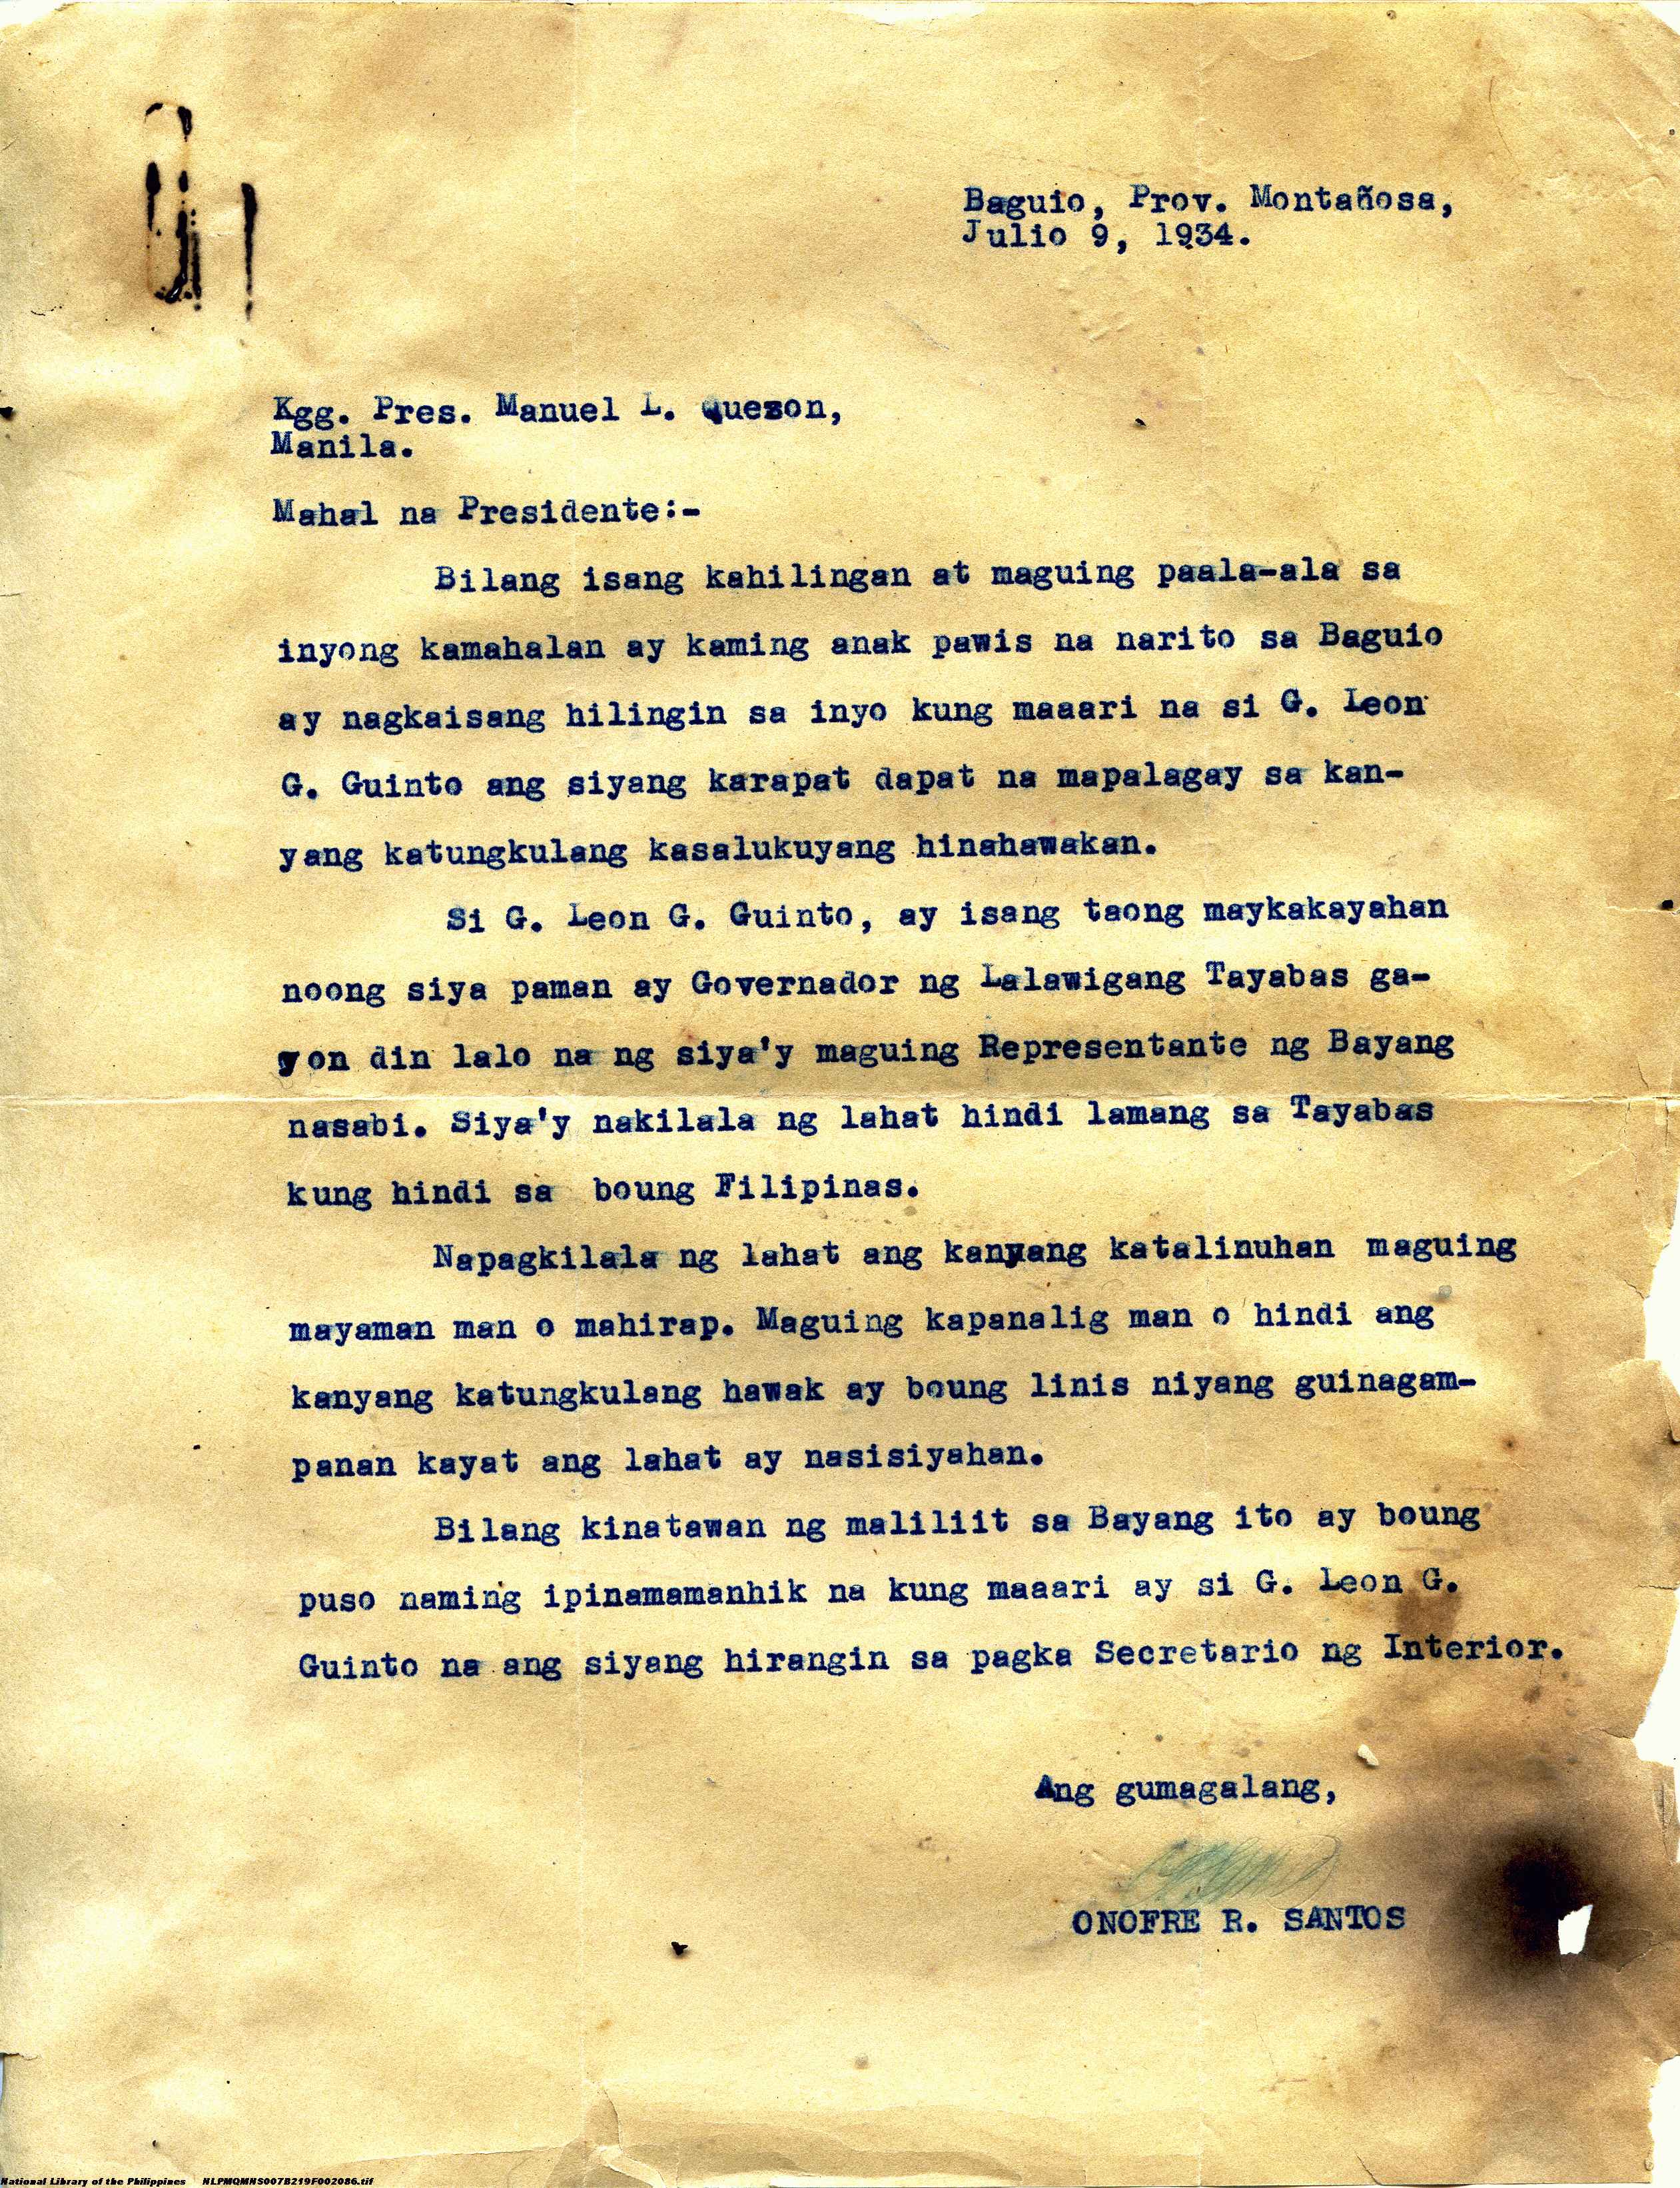 Baguio, Prov. Montañosa,
Julio 9, 1934.
Kgg. Pres. Manuel L. Quezon,
Manila.
Mahal na Presidente:-
Bilang isang kahilingan at maguing paala-ala sa
inyong kamahalan ay kaming anak pawis na narito sa Baguio
ay nagkaisang hilingin sa inyo kung maaari na si G. Leon
G. Guinto ang siyang karapat dapat na mapalagay sa kan-
yang katungkulang kasalukuyang hinahawakan.
Si G. Leon G. Guinto, ay isang taong maykakayahan
noong siya paman ay Governador ng Lalawigang Tayabas ga-
yon din lalo na ng siya'y maguing Representante ng Bayang
nasabi. Siya'y nakilala ng lahat hindi lamang sa Tayabas
kung hindi sa boung Filipinas.
Napagkilala ng lahat ang kanyang katalinuhan maguing
mayaman man o mahirap. Maguing kapanalig man o hindi ang
kanyang katungkulang hawak ay boung linis niyang guinagam-
panan kayat ang lahat ay nasisiyahan.
Bilang kinatawan ng maliliit sa Bayang ito ay boung
puso naming ipinamamanhik na kung maaari ay si G. Leon G.
Guinto na ang siyang hirangin sa pagka Secretario ng Interior.
Ang gumagalang,
ONOFRE R. SANTOS
National Library of the Philippines NLPMQMNS007B219F002086.tif